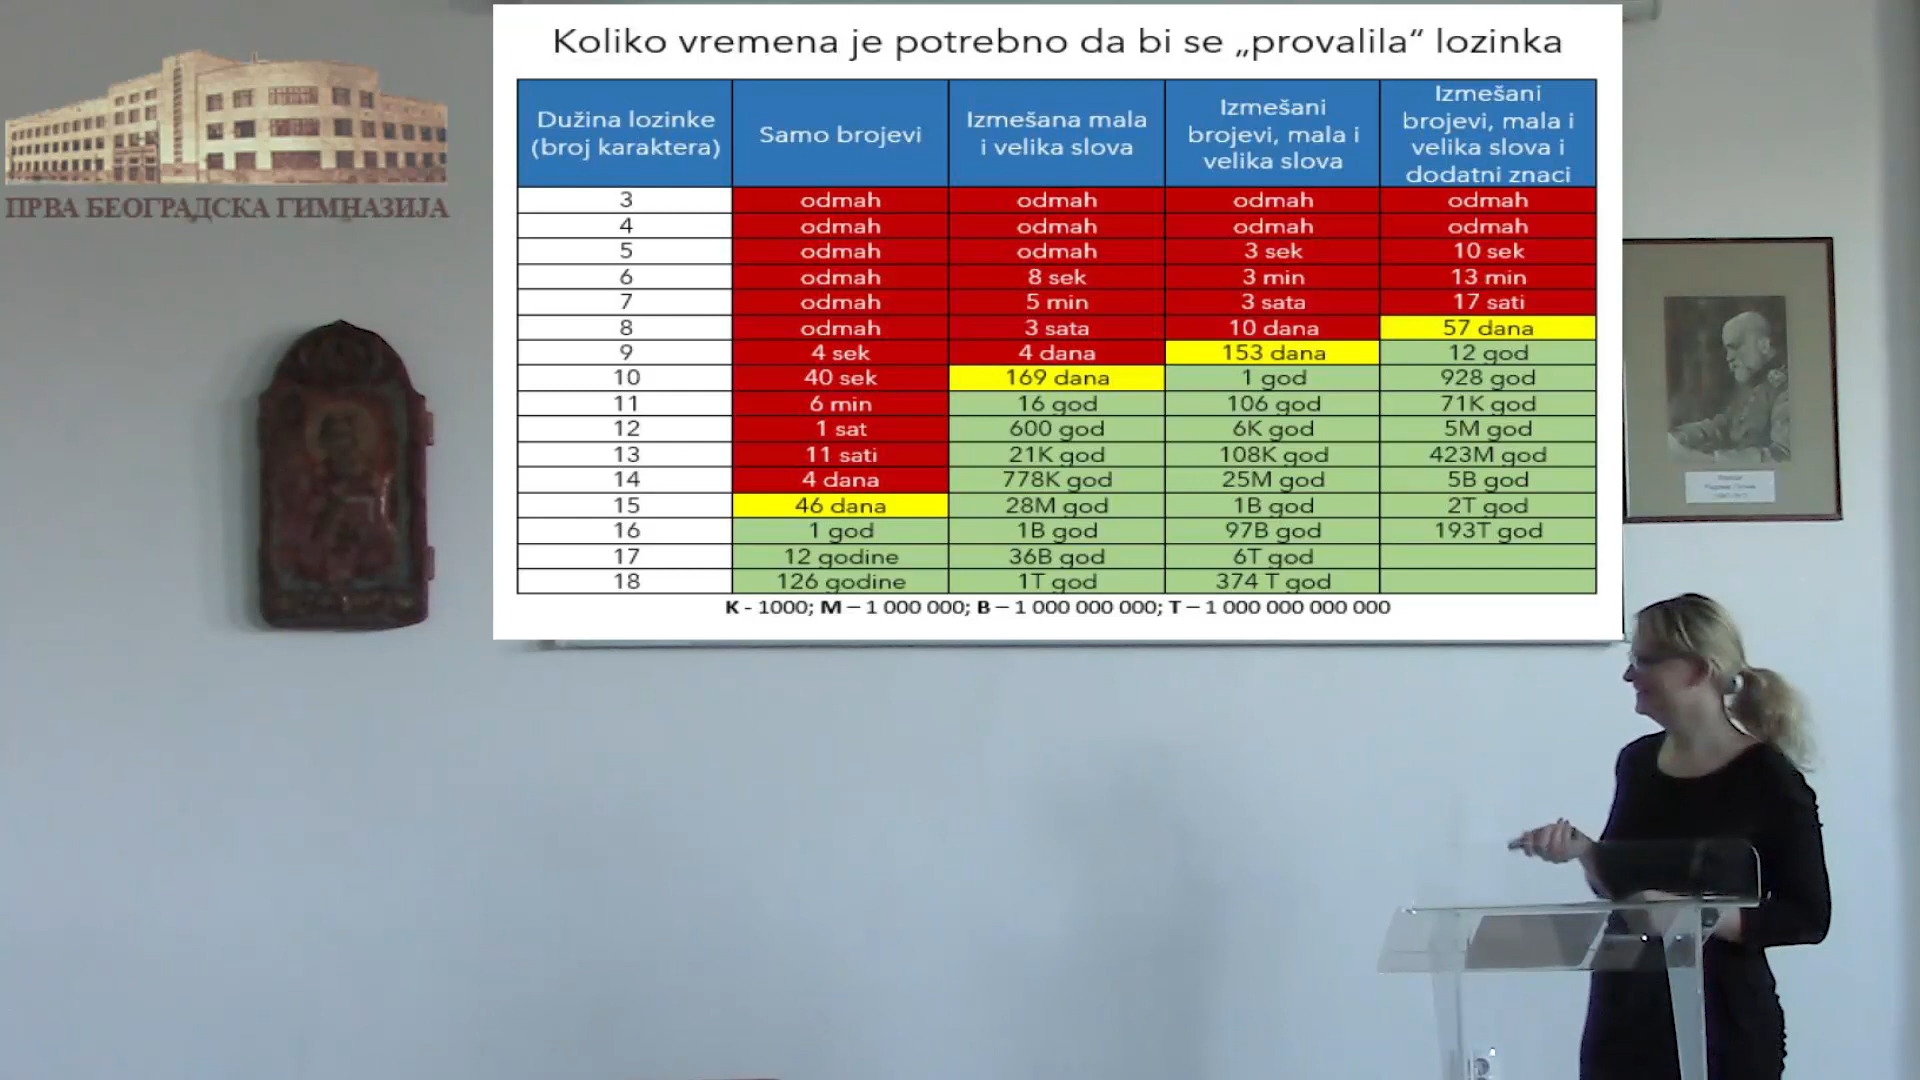 Koliko vremena je potrebno da bi se „provalila“ lozinka
ПРВА БЕОГРАДСКА ГИМНАЗИЈА
Dužina lozinke (broj karaktera) Samo brojevi Izmešana mala i velika slova Izmešani brojevi, mala i velika slova Izmešani brojevi, mala i velika slova i dodatni znaci
3 odmah odmah odmah odmah
4 odmah odmah odmah odmah
5 odmah odmah 3 sek 10 sek
6 odmah 8 sek 3 min 13 min
7 odmah 5 min 3 sata 17 sati
8 odmah 3 sata 10 dana 57 dana
9 4 sek 4 dana 153 dana 12 god
10 40 sek 169 dana 1 god 928 god
11 6 min 16 god 106 god 71K god
12 1 sat 600 god 6K god 5M god
13 11 sati 21K god 108K god 423M god
14 4 dana 778K god 25M god 5B god
15 46 dana 28M god 1B god 2T god
16 1 god 1B god 97B god 193T god
17 12 godine 36B god 6T god
18 126 godine 1T god 374 T god
K - 1000; M – 1 000 000; B – 1 000 000 000; T – 1 000 000 000 000